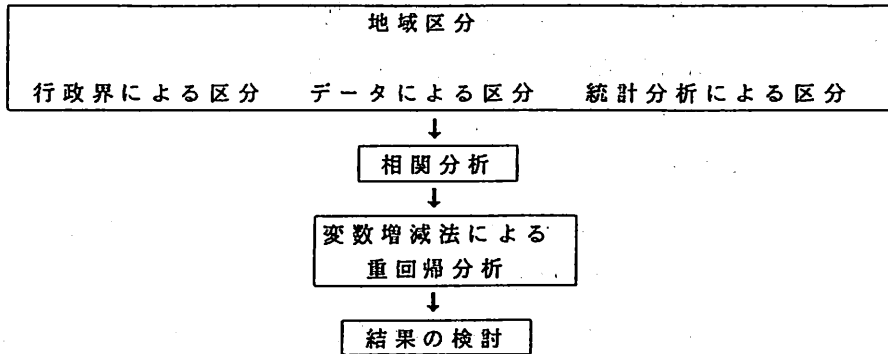 地域区分
行政界による区分 データによる区分 統計分析による区分
↓
相関分析
↓
変数増減法による
重回帰分析
↓
結果の検討